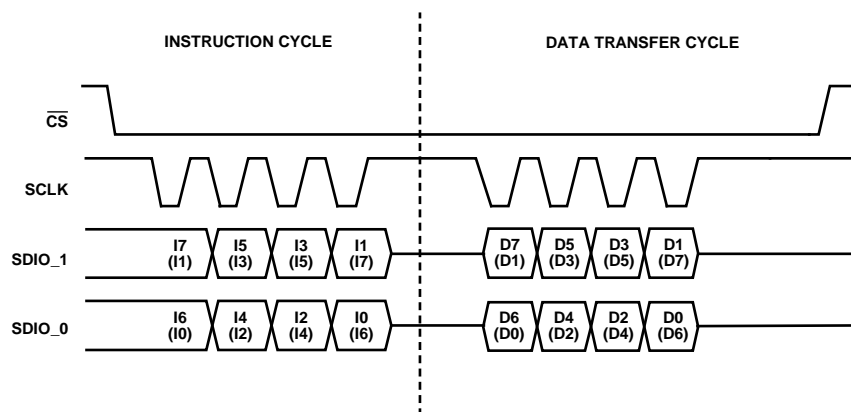 INSTRUCTION CYCLE DATA TRANSFER CYCLE
CS
SCLK
SDIO_1 I7 I5 I3 I1 D7 D5 D3 D1
(I1) (I3) (I5) (I7) (D1) (D3) (D5) (D7)
SDIO_0 I6 I4 I2 I0 D6 D4 D2 D0
(I0) (I2) (I4) (I6) (D0) (D2) (D4) (D6)